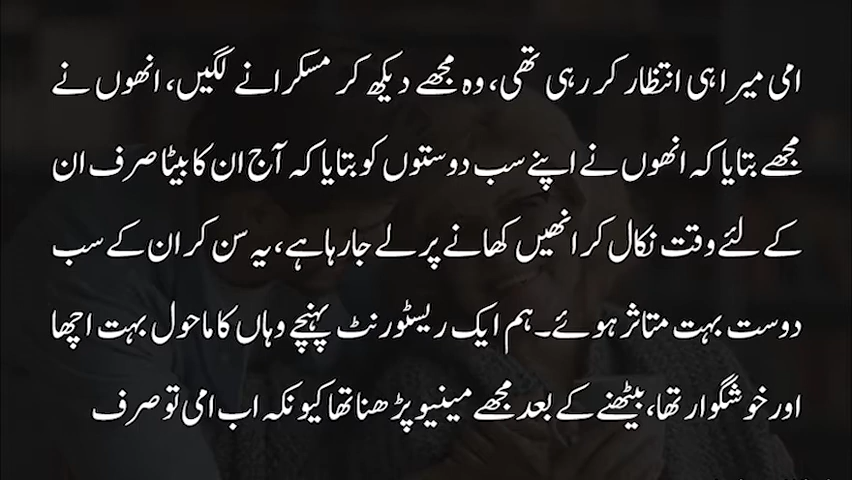 امی میرا ہی انتظار کر رہی تھی، وہ مجھے دیکھ کر مسکرانے لگیں، انھوں نے
مجھے بتایا کہ انھوں نے اپنے سب دوستوں کو بتایا کہ آج ان کا بیٹا صرف ان
کے لئے وقت نکال کر انھیں کھانے پر لے جا رہا ہے، یہ سن کر ان کے سب
دوست بہت متاثر ہوئے۔ ہم ایک ریسٹورنٹ پہنچے وہاں کا ماحول بہت اچھا
اور خوشگوار تھا، بیٹھنے کے بعد مجھے مینیو پڑھنا تھا کیونکہ اب امی تو صرف